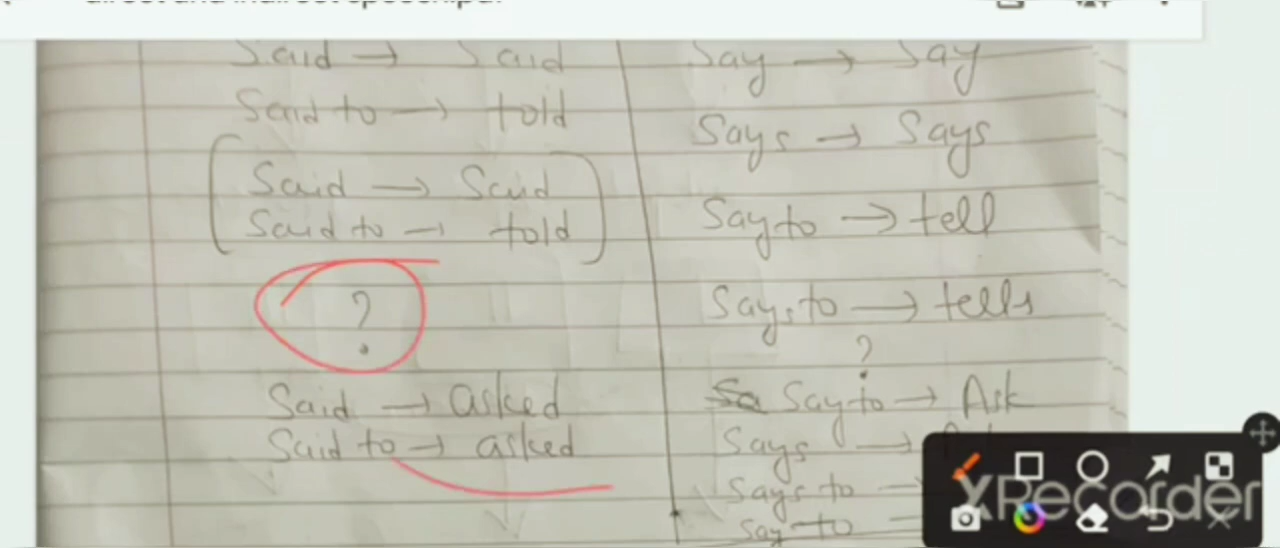 Said → Said
Said to → told
Said → Said
Said to → told
?
Said → asked
Said to → asked
Say → Say
Says → Says
Say to → tell
Says to → tells
?
Say to → Ask
Says →
Says to →
Say to
XRecorder